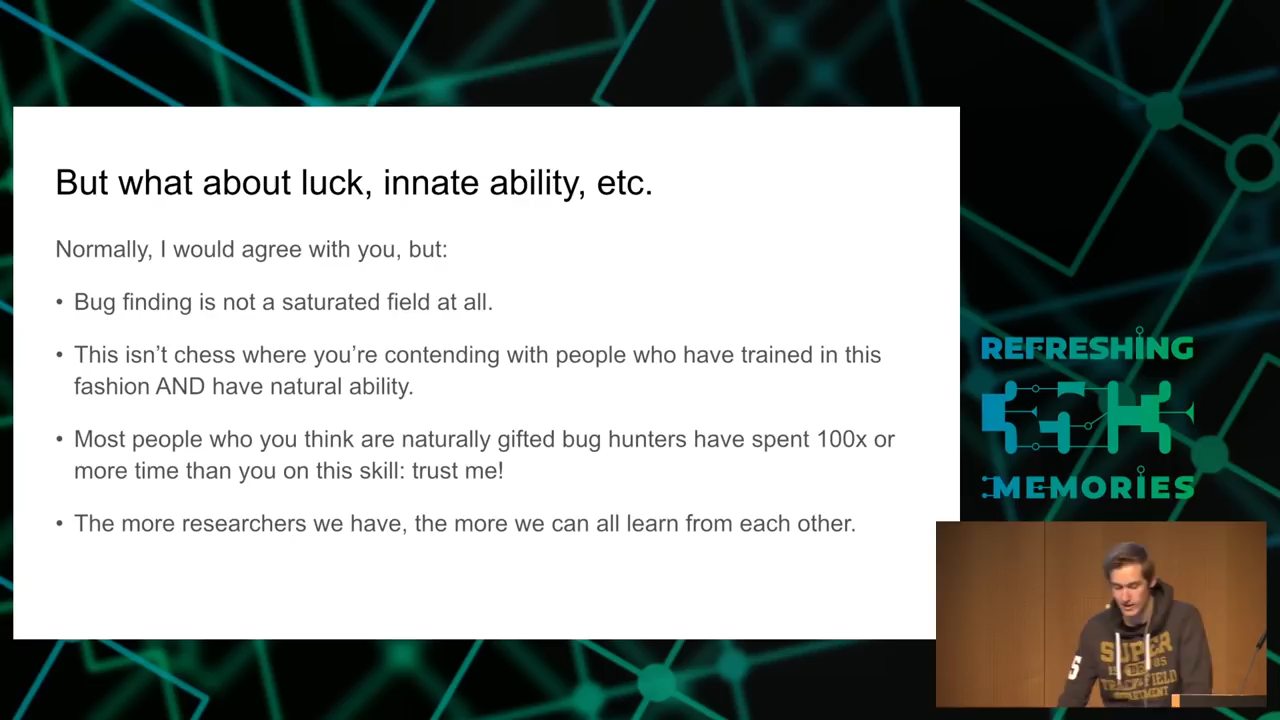 But what about luck, innate ability, etc.
Normally, I would agree with you, but:
• Bug finding is not a saturated field at all.
• This isn’t chess where you’re contending with people who have trained in this
fashion AND have natural ability.
• Most people who you think are naturally gifted bug hunters have spent 100x or
more time than you on this skill: trust me!
• The more researchers we have, the more we can all learn from each other.
REFRESHING
MEMORIES
SUPER
TRACK FIELD
DEPARTMENT